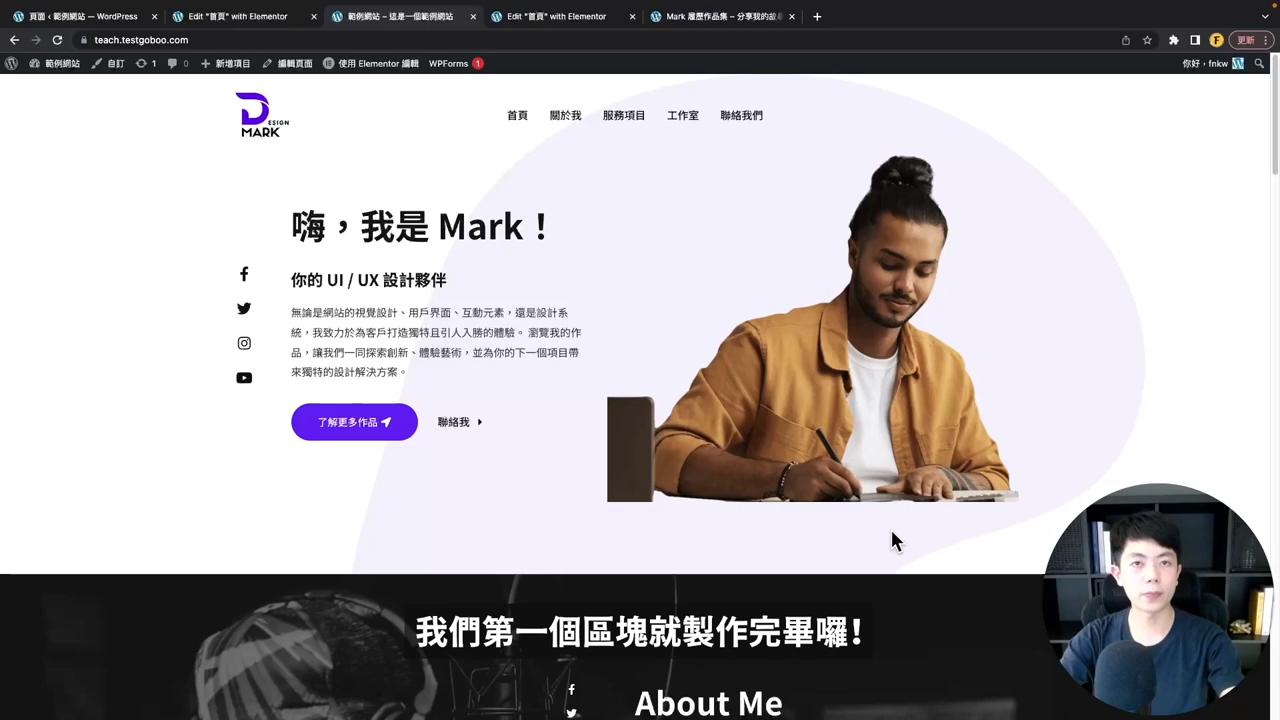 頁面 ‹ 範例網站 — WordPress
Edit "首頁" with Elementor
範例網站 – 這是一個範例網站
Edit "首頁" with Elementor
Mark 履歷作品集 – 分享我的故
teach.testgoboo.com
更新
範例網站
自訂
1
0
新增項目
編輯頁面
使用 Elementor 編輯
WPForms 1
你好，fnkw
DESIGN
MARK
首頁
關於我
服務項目
工作室
聯絡我們
嗨，我是 Mark！
你的 UI / UX 設計夥伴
無論是網站的視覺設計、用戶界面、互動元素，還是設計系
統，我致力於為客戶打造獨特且引人入勝的體驗。 瀏覽我的作
品，讓我們一同探索創新、體驗藝術，並為你的下一個項目帶
來獨特的設計解決方案。
了解更多作品
聯絡我
我們第一個區塊就製作完畢囉!
About Me